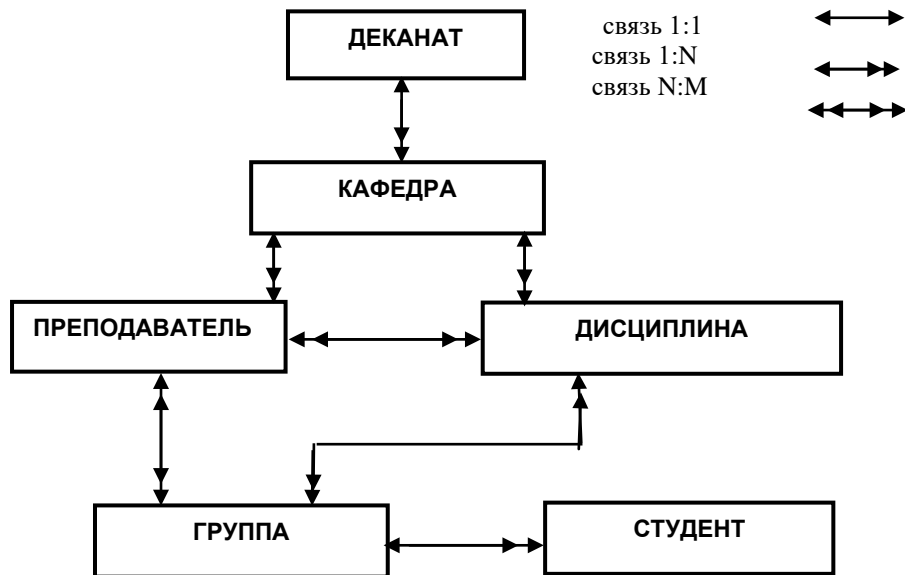 ДЕКАНАТ
связь 1:1
связь 1:N
связь N:M
КАФЕДРА
ПРЕПОДАВАТЕЛЬ
ДИСЦИПЛИНА
ГРУППА
СТУДЕНТ